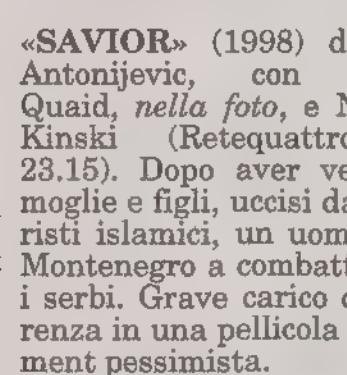 «SAVIOR» (1998) d
Antonijevic, con
Quaid, nella foto, e N
Kinski (Retequattro
23.15). Dopo aver ve
moglie e figli, uccisi da
risti islamici, un uom
Montenegro a combatt
i serbi. Grave carico d
renza in una pellicola
ment pessimista.